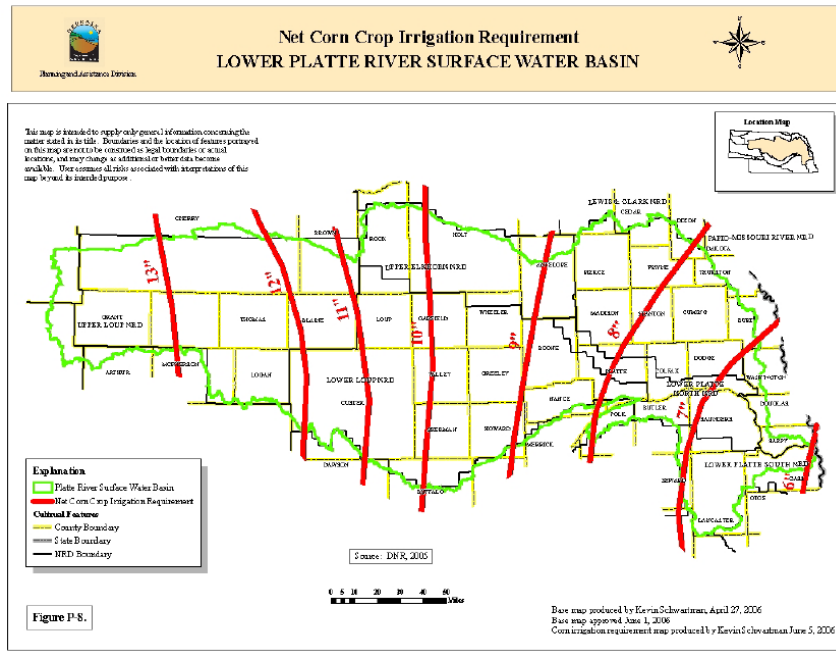 Net Corn Crop Irrigation Requirement
LOWER PLATTE RIVER SURFACE WATER BASIN
NEBRASKA
Planning and Assistance Division
This map is intended to supply only general information concerning the
matter stated in its title. Boundaries and the location of features portrayed
on this map are not to be construed as legal boundaries or actual
locations, and may change as additional or better data become
available. User assumes all risks associated with interpretations of this
map beyond its intended purpose.
Location Map
LEWIS & CLARK NRD
CEDAR
DIXON
CHERRY
BROWN
ROCK
HOLT
PAPIO-MISSOURI RIVER NRD
DAKOTA
13"
12"
11"
UPPER ELKHORN NRD
ANTELOPE
PIERCE
WAYNE
THURSTON
GRANT
UPPER LOUP NRD
THOMAS
BLAINE
LOUP
GARFIELD
WHEELER
MADISON
STANTON
CUMING
BURT
10"
9"
8"
BOONE
ARTHUR
MCPHERSON
LOGAN
LOWER LOUP NRD
VALLEY
GREELEY
PLATTE
COLFAX
DODGE
WASHINGTON
LOWER PLATTE
NORTH NRD
CUSTER
NANCE
BUTLER
DOUGLAS
POLK
7"
SAUNDERS
SHERMAN
HOWARD
MERRICK
SARPY
DAWSON
BUFFALO
LOWER PLATTE SOUTH NRD
SEWARD
CASS
6"
OTOE
LANCASTER
Explanation
Platte River Surface Water Basin
Net Corn Crop Irrigation Requirement
Cultural Features
County Boundary
State Boundary
NRD Boundary
Source: DNR, 2005
0 5 10 20 30 40 50
Miles
Figure P-8.
Base map produced by Kevin Schwartman, April 27, 2006
Base map approved June 1, 2006
Corn irrigation requirement map produced by Kevin Schwartman June 5, 2006